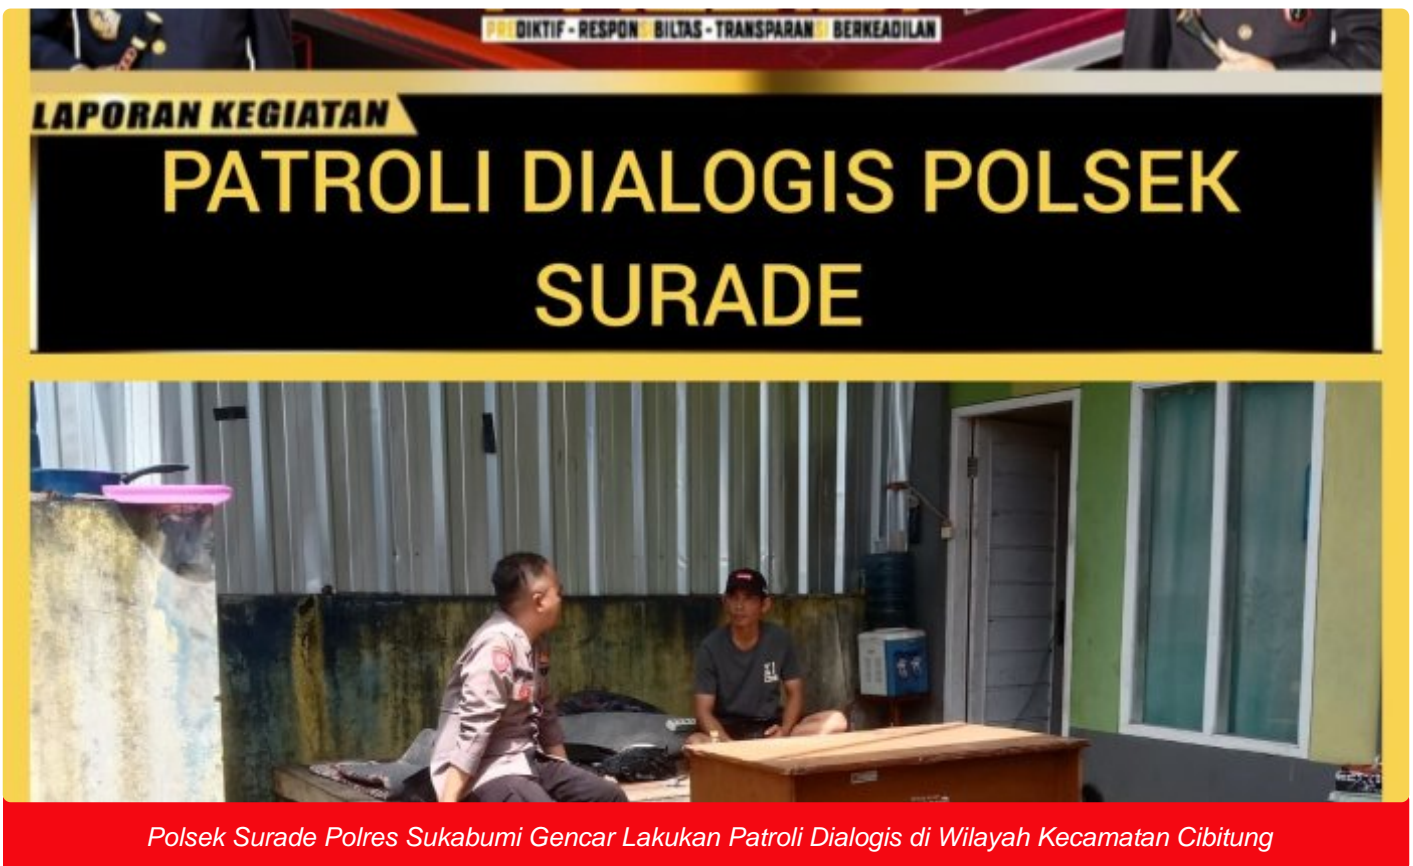 PREDIKTIF - RESPONSIBILTAS - TRANSPARANSI BERKEADILAN
LAPORAN KEGIATAN
PATROLI DIALOGIS POLSEK
SURADE
Polsek Surade Polres Sukabumi Gencar Lakukan Patroli Dialogis di Wilayah Kecamatan Cibitung